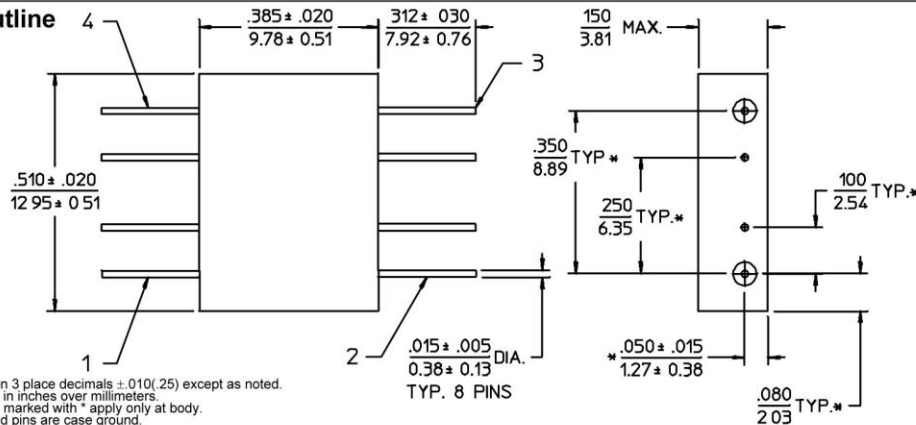 utline
4
.385± .020
9.78± 0.51
312± 030
7.92± 0.76
3
150
3.81
MAX.
.510± .020
12 95± 0 51
.350
8.89
TYP *
250
6.35
TYP.*
100
2.54
TYP.*
1
2
.015± .005
0.38± 0.13
DIA.
TYP. 8 PINS
* .050± .015
1.27± 0.38
.080
2 03
TYP.*
n 3 place decimals ±.010(.25) except as noted.
in inches over millimeters.
marked with * apply only at body.
d pins are case ground.